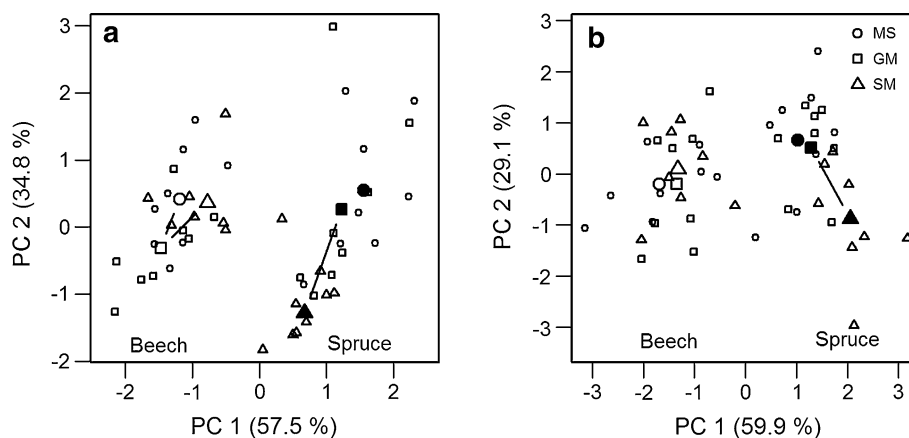 a
3
2
1
0
-1
-2
PC 2 (34.8 %)
Beech
Spruce
-2
-1
0
1
2
PC 1 (57.5 %)
b
MS
GM
SM
3
2
1
0
-1
-2
-3
PC 2 (29.1 %)
Beech
Spruce
-3
-2
-1
0
1
2
3
PC 1 (59.9 %)